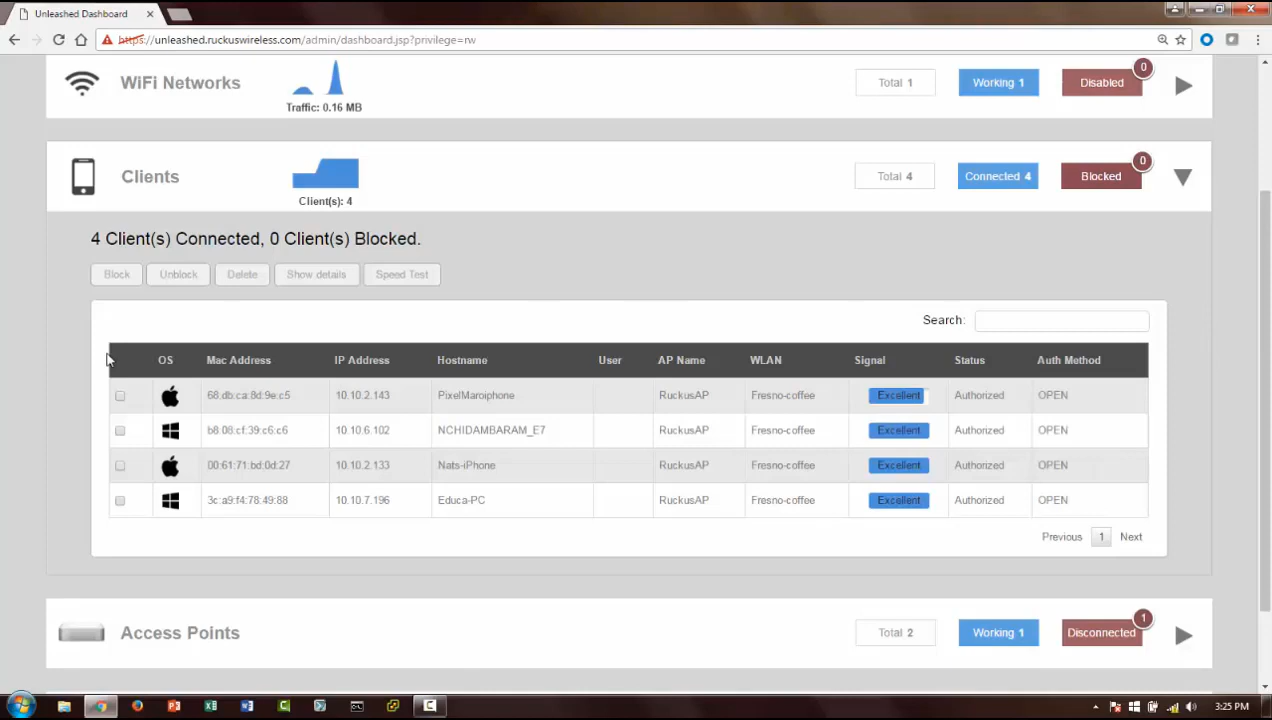 Unleashed Dashboard
https://unleashed.ruckuswireless.com/admin/dashboard.jsp?privilege=rw
WiFi Networks
Traffic: 0.16 MB
Total 1
Working 1
Disabled
0
Clients
Client(s): 4
Total 4
Connected 4
Blocked
0
4 Client(s) Connected, 0 Client(s) Blocked.
Block Unblock Delete Show details Speed Test
Search:
OS Mac Address IP Address Hostname User AP Name WLAN Signal Status Auth Method
68:db:ca:8d:9e:c5 10.10.2.143 PixelMaroiphone RuckusAP Fresno-coffee Excellent Authorized OPEN
b8:08:cf:39:c6:c6 10.10.6.102 NCHIDAMBARAM_E7 RuckusAP Fresno-coffee Excellent Authorized OPEN
00:61:71:bd:0d:27 10.10.2.133 Nats-iPhone RuckusAP Fresno-coffee Excellent Authorized OPEN
3c:a9:f4:78:49:88 10.10.7.196 Educa-PC RuckusAP Fresno-coffee Excellent Authorized OPEN
Previous 1 Next
Access Points
Total 2
Working 1
Disconnected
1
3:25 PM